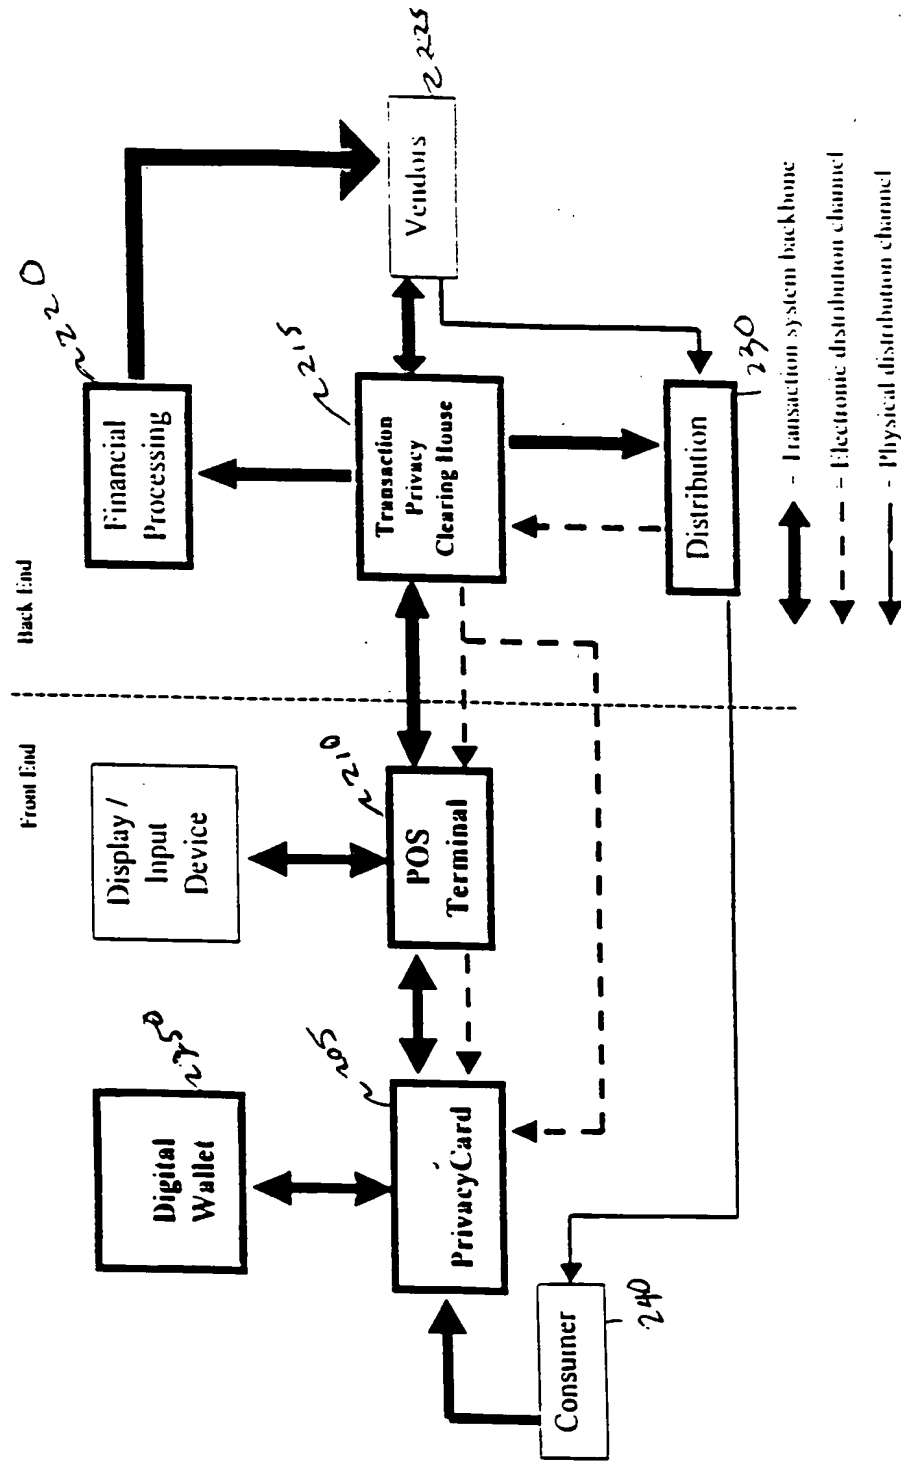 Front End
Back End
Digital
Wallet
250
Display /
Input
Device
Financial
Processing
220
PrivacyCard
205
POS
Terminal
210
Transaction
Privacy
Clearing House
215
Vendors
225
Consumer
240
Distribution
230
- Transaction system backbone
- Electronic distribution channel
- Physical distribution channel